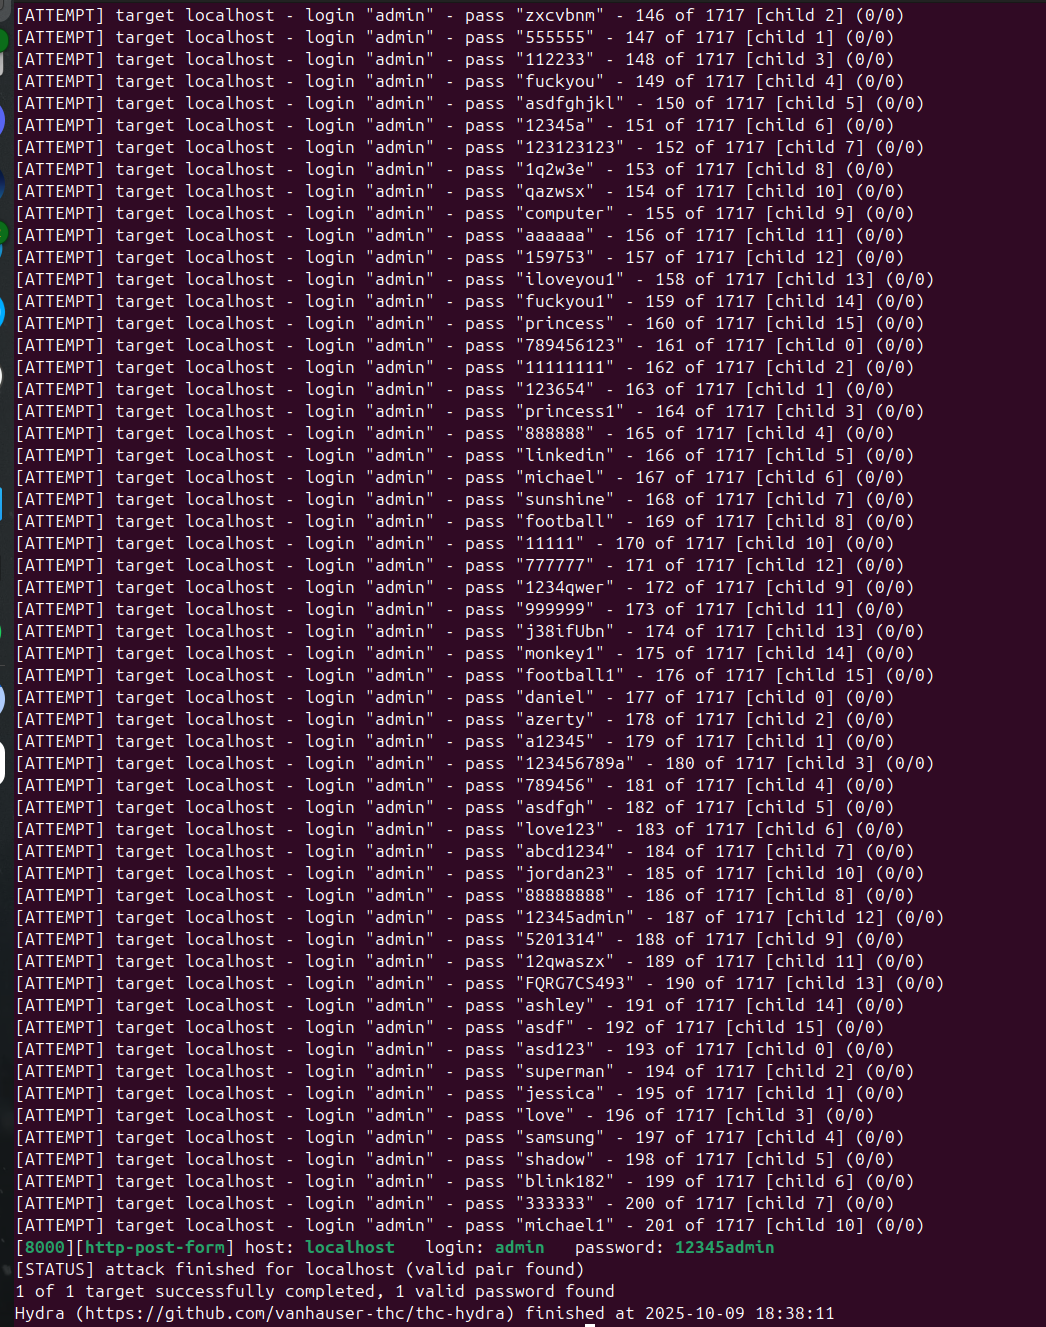 [ATTEMPT] target localhost - login "admin" - pass "zxcvbnm" - 146 of 1717 [child 2] (0/0)
[ATTEMPT] target localhost - login "admin" - pass "555555" - 147 of 1717 [child 1] (0/0)
[ATTEMPT] target localhost - login "admin" - pass "112233" - 148 of 1717 [child 3] (0/0)
[ATTEMPT] target localhost - login "admin" - pass "fuckyou" - 149 of 1717 [child 4] (0/0)
[ATTEMPT] target localhost - login "admin" - pass "asdfghjkl" - 150 of 1717 [child 5] (0/0)
[ATTEMPT] target localhost - login "admin" - pass "12345a" - 151 of 1717 [child 6] (0/0)
[ATTEMPT] target localhost - login "admin" - pass "123123123" - 152 of 1717 [child 7] (0/0)
[ATTEMPT] target localhost - login "admin" - pass "1q2w3e" - 153 of 1717 [child 8] (0/0)
[ATTEMPT] target localhost - login "admin" - pass "qazwsx" - 154 of 1717 [child 10] (0/0)
[ATTEMPT] target localhost - login "admin" - pass "computer" - 155 of 1717 [child 9] (0/0)
[ATTEMPT] target localhost - login "admin" - pass "aaaaaa" - 156 of 1717 [child 11] (0/0)
[ATTEMPT] target localhost - login "admin" - pass "159753" - 157 of 1717 [child 12] (0/0)
[ATTEMPT] target localhost - login "admin" - pass "iloveyou1" - 158 of 1717 [child 13] (0/0)
[ATTEMPT] target localhost - login "admin" - pass "fuckyou1" - 159 of 1717 [child 14] (0/0)
[ATTEMPT] target localhost - login "admin" - pass "princess" - 160 of 1717 [child 15] (0/0)
[ATTEMPT] target localhost - login "admin" - pass "789456123" - 161 of 1717 [child 0] (0/0)
[ATTEMPT] target localhost - login "admin" - pass "11111111" - 162 of 1717 [child 2] (0/0)
[ATTEMPT] target localhost - login "admin" - pass "123654" - 163 of 1717 [child 1] (0/0)
[ATTEMPT] target localhost - login "admin" - pass "princess1" - 164 of 1717 [child 3] (0/0)
[ATTEMPT] target localhost - login "admin" - pass "888888" - 165 of 1717 [child 4] (0/0)
[ATTEMPT] target localhost - login "admin" - pass "linkedin" - 166 of 1717 [child 5] (0/0)
[ATTEMPT] target localhost - login "admin" - pass "michael" - 167 of 1717 [child 6] (0/0)
[ATTEMPT] target localhost - login "admin" - pass "sunshine" - 168 of 1717 [child 7] (0/0)
[ATTEMPT] target localhost - login "admin" - pass "football" - 169 of 1717 [child 8] (0/0)
[ATTEMPT] target localhost - login "admin" - pass "11111" - 170 of 1717 [child 10] (0/0)
[ATTEMPT] target localhost - login "admin" - pass "777777" - 171 of 1717 [child 12] (0/0)
[ATTEMPT] target localhost - login "admin" - pass "1234qwer" - 172 of 1717 [child 9] (0/0)
[ATTEMPT] target localhost - login "admin" - pass "999999" - 173 of 1717 [child 11] (0/0)
[ATTEMPT] target localhost - login "admin" - pass "j38ifUbn" - 174 of 1717 [child 13] (0/0)
[ATTEMPT] target localhost - login "admin" - pass "monkey1" - 175 of 1717 [child 14] (0/0)
[ATTEMPT] target localhost - login "admin" - pass "football1" - 176 of 1717 [child 15] (0/0)
[ATTEMPT] target localhost - login "admin" - pass "daniel" - 177 of 1717 [child 0] (0/0)
[ATTEMPT] target localhost - login "admin" - pass "azerty" - 178 of 1717 [child 2] (0/0)
[ATTEMPT] target localhost - login "admin" - pass "a12345" - 179 of 1717 [child 1] (0/0)
[ATTEMPT] target localhost - login "admin" - pass "123456789a" - 180 of 1717 [child 3] (0/0)
[ATTEMPT] target localhost - login "admin" - pass "789456" - 181 of 1717 [child 4] (0/0)
[ATTEMPT] target localhost - login "admin" - pass "asdfgh" - 182 of 1717 [child 5] (0/0)
[ATTEMPT] target localhost - login "admin" - pass "love123" - 183 of 1717 [child 6] (0/0)
[ATTEMPT] target localhost - login "admin" - pass "abcd1234" - 184 of 1717 [child 7] (0/0)
[ATTEMPT] target localhost - login "admin" - pass "jordan23" - 185 of 1717 [child 10] (0/0)
[ATTEMPT] target localhost - login "admin" - pass "88888888" - 186 of 1717 [child 8] (0/0)
[ATTEMPT] target localhost - login "admin" - pass "12345admin" - 187 of 1717 [child 12] (0/0)
[ATTEMPT] target localhost - login "admin" - pass "5201314" - 188 of 1717 [child 9] (0/0)
[ATTEMPT] target localhost - login "admin" - pass "12qwaszx" - 189 of 1717 [child 11] (0/0)
[ATTEMPT] target localhost - login "admin" - pass "FQRG7CS493" - 190 of 1717 [child 13] (0/0)
[ATTEMPT] target localhost - login "admin" - pass "ashley" - 191 of 1717 [child 14] (0/0)
[ATTEMPT] target localhost - login "admin" - pass "asdf" - 192 of 1717 [child 15] (0/0)
[ATTEMPT] target localhost - login "admin" - pass "asd123" - 193 of 1717 [child 0] (0/0)
[ATTEMPT] target localhost - login "admin" - pass "superman" - 194 of 1717 [child 2] (0/0)
[ATTEMPT] target localhost - login "admin" - pass "jessica" - 195 of 1717 [child 1] (0/0)
[ATTEMPT] target localhost - login "admin" - pass "love" - 196 of 1717 [child 3] (0/0)
[ATTEMPT] target localhost - login "admin" - pass "samsung" - 197 of 1717 [child 4] (0/0)
[ATTEMPT] target localhost - login "admin" - pass "shadow" - 198 of 1717 [child 5] (0/0)
[ATTEMPT] target localhost - login "admin" - pass "blink182" - 199 of 1717 [child 6] (0/0)
[ATTEMPT] target localhost - login "admin" - pass "333333" - 200 of 1717 [child 7] (0/0)
[ATTEMPT] target localhost - login "admin" - pass "michael1" - 201 of 1717 [child 10] (0/0)
[8000][http-post-form] host: localhost   login: admin   password: 12345admin
[STATUS] attack finished for localhost (valid pair found)
1 of 1 target successfully completed, 1 valid password found
Hydra (https://github.com/vanhauser-thc/thc-hydra) finished at 2025-10-09 18:38:11